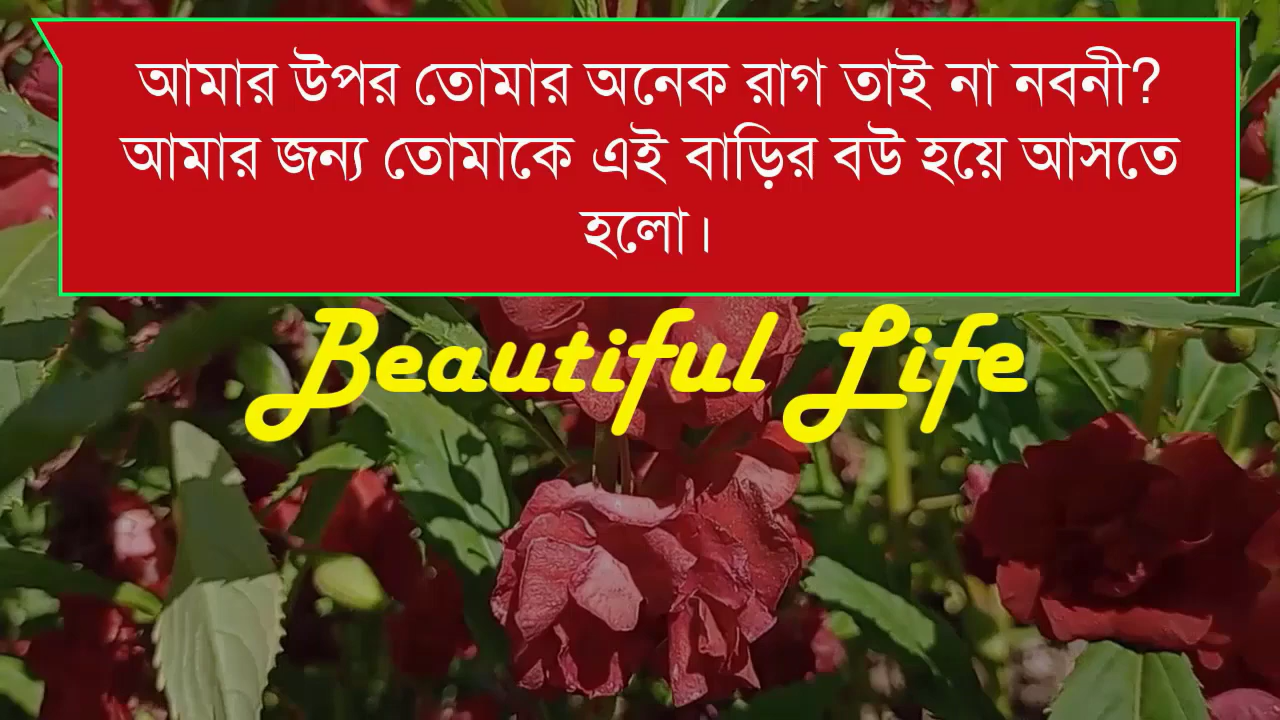 আমার উপর তোমার অনেক রাগ তাই না নবনী?
আমার জন্য তোমাকে এই বাড়ির বউ হয়ে আসতে
হলো।
Beautiful Life